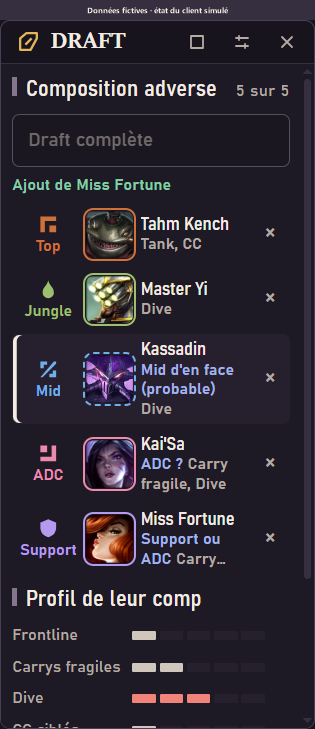 Données fictives · état du client simulé
DRAFT
Composition adverse 5 sur 5
Draft complète
Ajout de Miss Fortune
Top
Tahm Kench
Tank, CC
×
Jungle
Master Yi
Dive
×
Mid
Kassadin
Mid d'en face
(probable)
Dive
×
ADC
Kai'Sa
ADC ? Carry
fragile, Dive
×
Support
Miss Fortune
Support ou
ADC Carry…
×
Profil de leur comp
Frontline
Carrys fragiles
Dive
CC ciblés